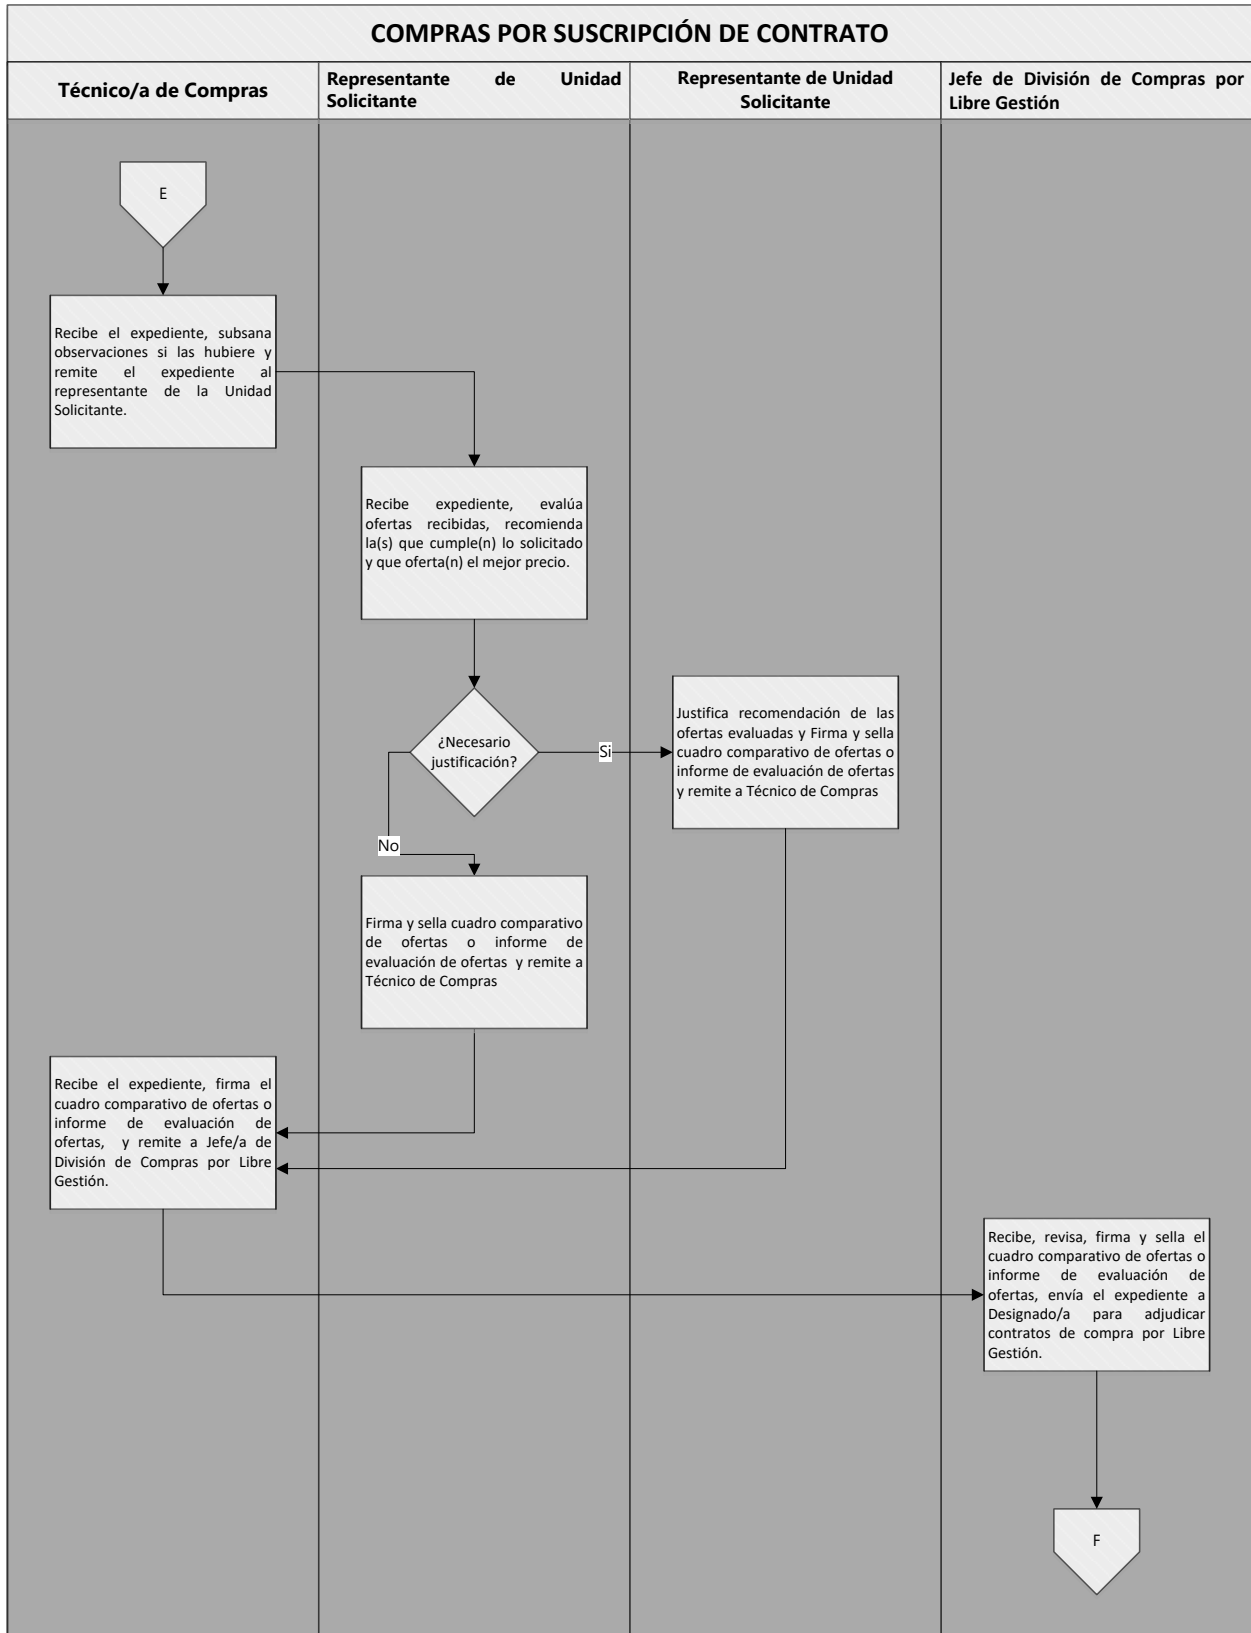 COMPRAS POR SUSCRIPCIÓN DE CONTRATO
Técnico/a de Compras
Representante de Unidad
Solicitante
Representante de Unidad
Solicitante
Jefe de División de Compras por
Libre Gestión
E
Recibe el expediente, subsana
observaciones si las hubiere y
remite el expediente al
representante de la Unidad
Solicitante.
Recibe expediente, evalúa
ofertas recibidas, recomienda
la(s) que cumple(n) lo solicitado
y que oferta(n) el mejor precio.
¿Necesario
justificación?
Si
Justifica recomendación de las
ofertas evaluadas y Firma y sella
cuadro comparativo de ofertas o
informe de evaluación de ofertas
y remite a Técnico de Compras
No
Firma y sella cuadro comparativo
de ofertas o informe de
evaluación de ofertas y remite a
Técnico de Compras
Recibe el expediente, firma el
cuadro comparativo de ofertas o
informe de evaluación de
ofertas, y remite a Jefe/a de
División de Compras por Libre
Gestión.
Recibe, revisa, firma y sella el
cuadro comparativo de ofertas o
informe de evaluación de
ofertas, envía el expediente a
Designado/a para adjudicar
contratos de compra por Libre
Gestión.
F